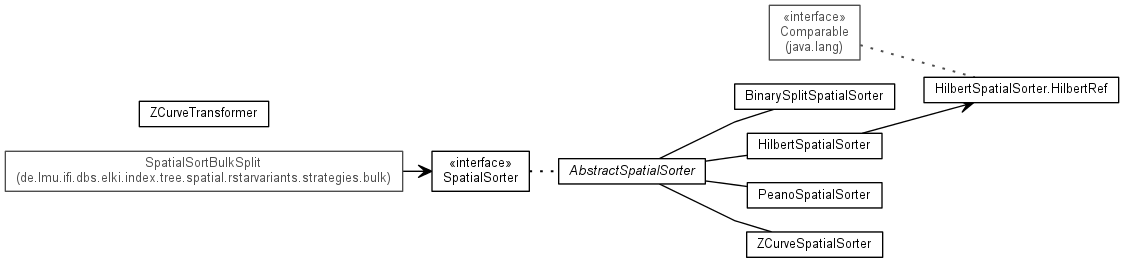 «interface»
Comparable
(java.lang)
HilbertSpatialSorter.HilbertRef
BinarySplitSpatialSorter
ZCurveTransformer
HilbertSpatialSorter
SpatialSortBulkSplit
(de.lmu.ifi.dbs.elki.index.tree.spatial.rstarvariants.strategies.bulk)
«interface»
SpatialSorter
AbstractSpatialSorter
PeanoSpatialSorter
ZCurveSpatialSorter